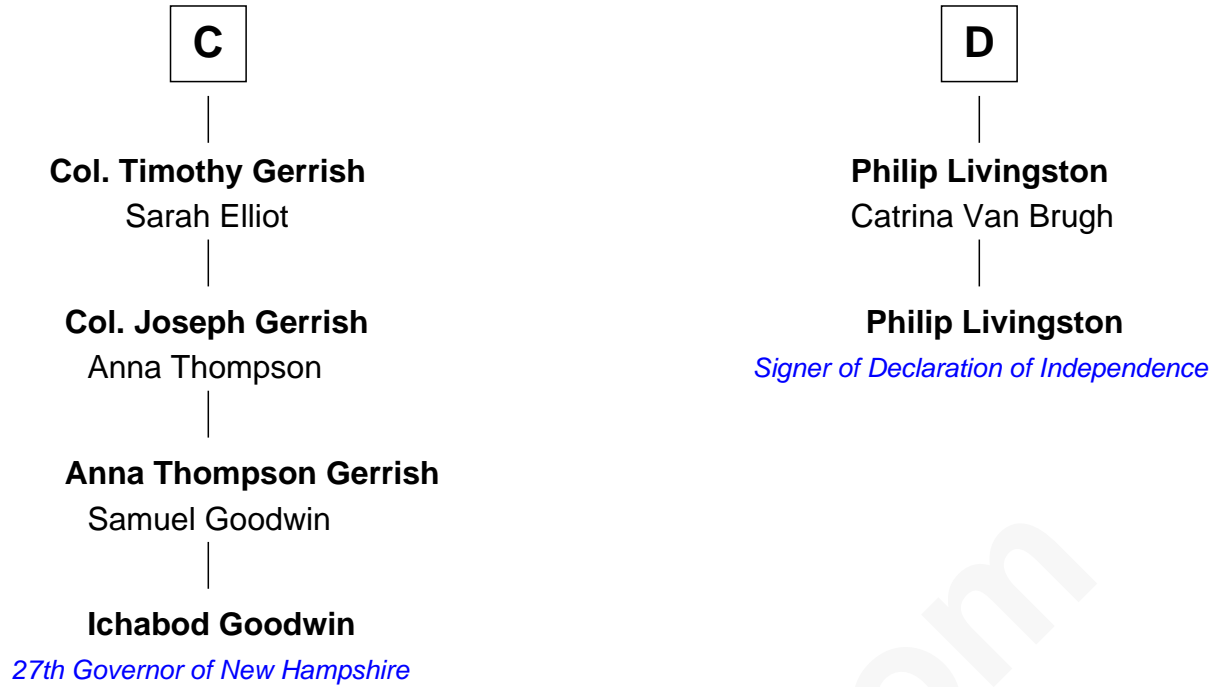 C
Col. Timothy Gerrish
Sarah Elliot
Col. Joseph Gerrish
Anna Thompson
Anna Thompson Gerrish
Samuel Goodwin
Ichabod Goodwin
27th Governor of New Hampshire
D
Philip Livingston
Catrina Van Brugh
Philip Livingston
Signer of Declaration of Independence
om